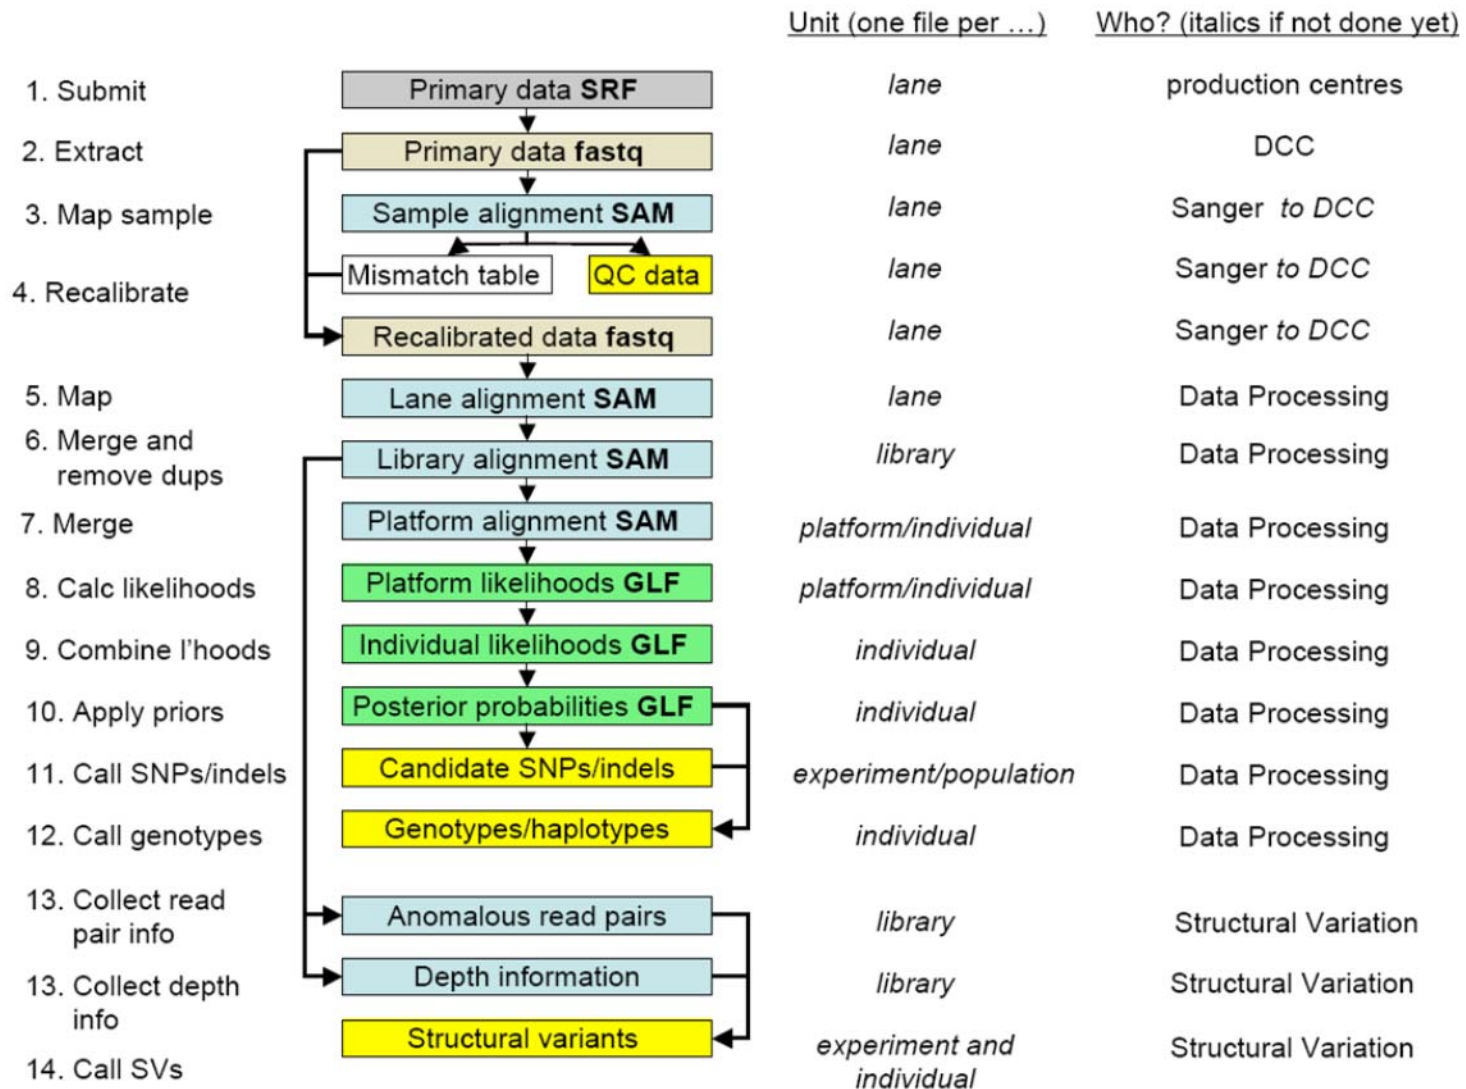 Unit (one file per …) Who? (italics if not done yet)
1. Submit Primary data SRF lane production centres
2. Extract Primary data fastq lane DCC
3. Map sample Sample alignment SAM lane Sanger to DCC
Mismatch table QC data lane Sanger to DCC
4. Recalibrate
Recalibrated data fastq lane Sanger to DCC
5. Map Lane alignment SAM lane Data Processing
6. Merge and
remove dups Library alignment SAM library Data Processing
7. Merge Platform alignment SAM platform/individual Data Processing
8. Calc likelihoods Platform likelihoods GLF platform/individual Data Processing
9. Combine l'hoods Individual likelihoods GLF individual Data Processing
10. Apply priors Posterior probabilities GLF individual Data Processing
11. Call SNPs/indels Candidate SNPs/indels experiment/population Data Processing
12. Call genotypes Genotypes/haplotypes individual Data Processing
13. Collect read
pair info Anomalous read pairs library Structural Variation
13. Collect depth
info Depth information library Structural Variation
Structural variants experiment and Structural Variation
14. Call SVs individual